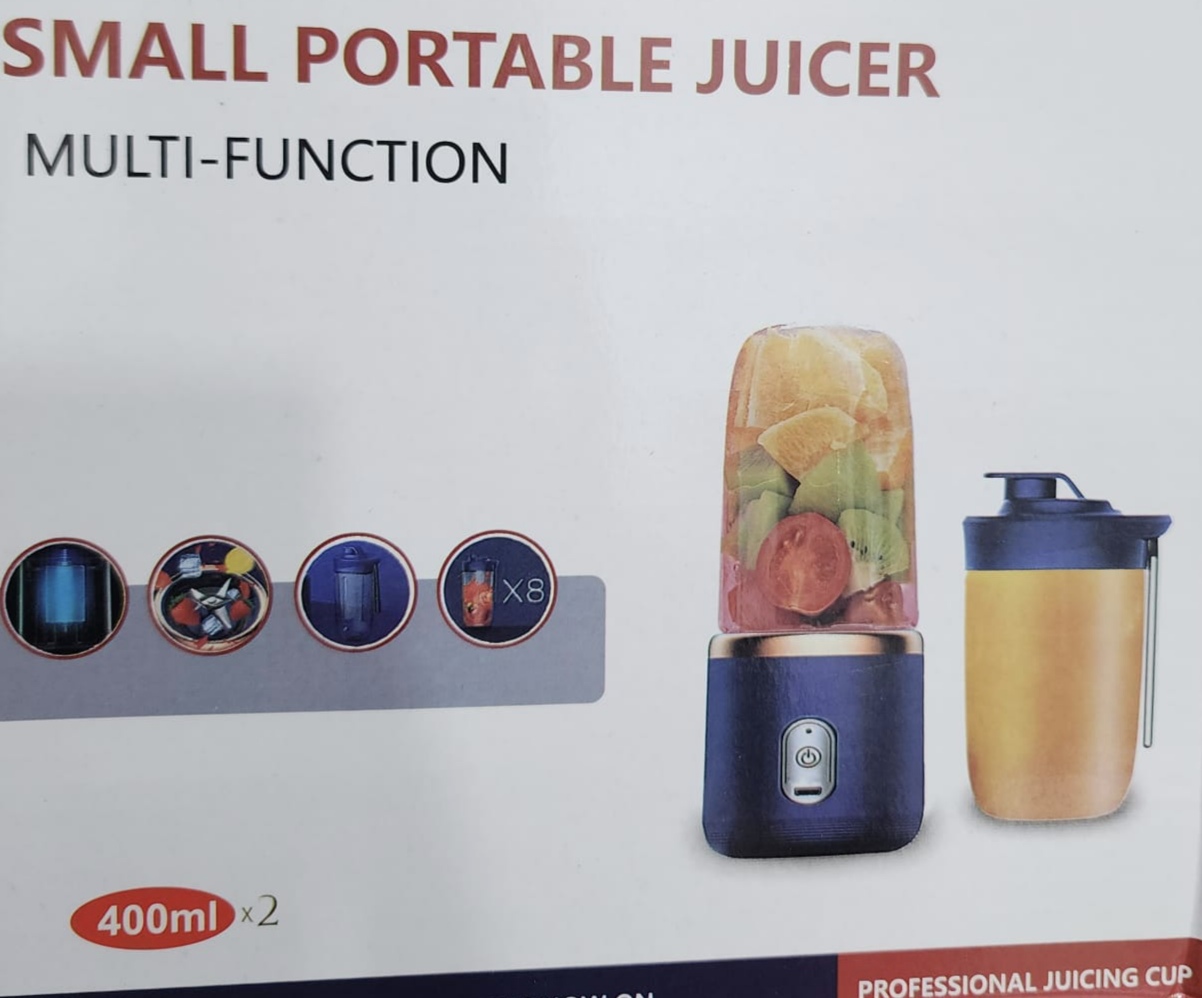 SMALL PORTABLE JUICER
MULTI-FUNCTION
X8
400ml x2
PROFESSIONAL JUICING CUP